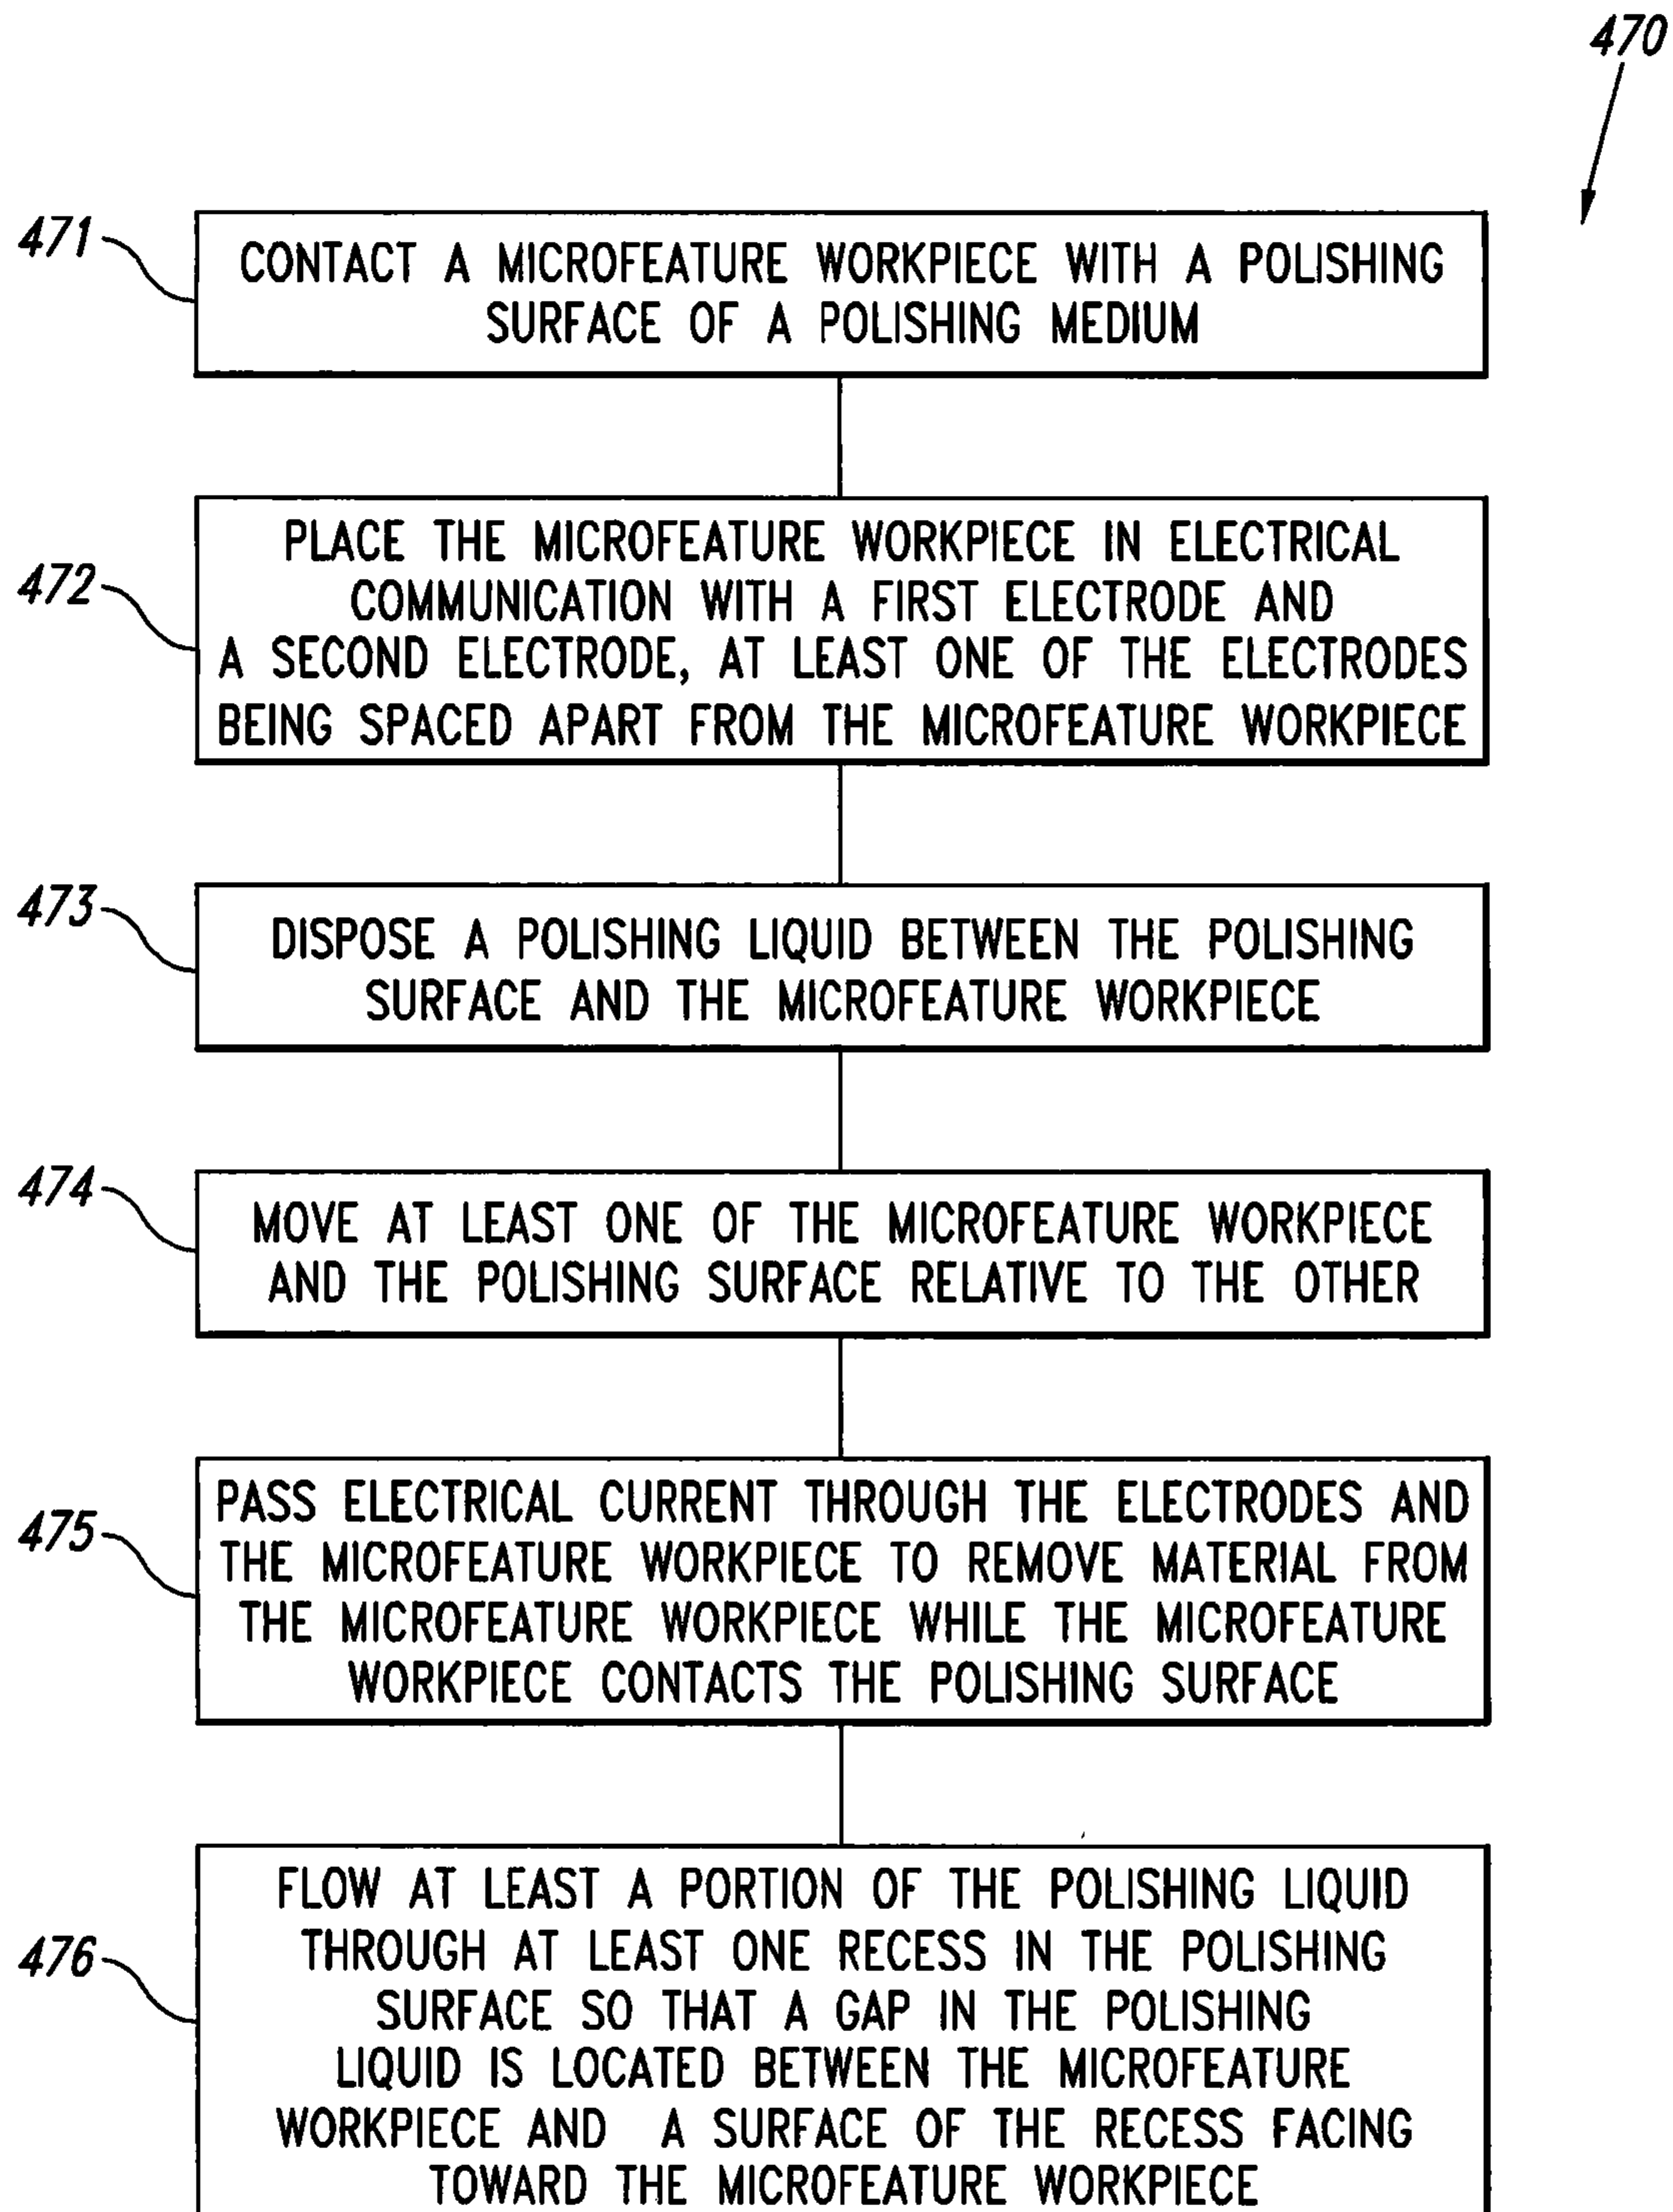 470
471
CONTACT A MICROFEATURE WORKPIECE WITH A POLISHING
SURFACE OF A POLISHING MEDIUM
472
PLACE THE MICROFEATURE WORKPIECE IN ELECTRICAL
COMMUNICATION WITH A FIRST ELECTRODE AND
A SECOND ELECTRODE, AT LEAST ONE OF THE ELECTRODES
BEING SPACED APART FROM THE MICROFEATURE WORKPIECE
473
DISPOSE A POLISHING LIQUID BETWEEN THE POLISHING
SURFACE AND THE MICROFEATURE WORKPIECE
474
MOVE AT LEAST ONE OF THE MICROFEATURE WORKPIECE
AND THE POLISHING SURFACE RELATIVE TO THE OTHER
475
PASS ELECTRICAL CURRENT THROUGH THE ELECTRODES AND
THE MICROFEATURE WORKPIECE TO REMOVE MATERIAL FROM
THE MICROFEATURE WORKPIECE WHILE THE MICROFEATURE
WORKPIECE CONTACTS THE POLISHING SURFACE
476
FLOW AT LEAST A PORTION OF THE POLISHING LIQUID
THROUGH AT LEAST ONE RECESS IN THE POLISHING
SURFACE SO THAT A GAP IN THE POLISHING
LIQUID IS LOCATED BETWEEN THE MICROFEATURE
WORKPIECE AND A SURFACE OF THE RECESS FACING
TOWARD THE MICROFEATURE WORKPIECE